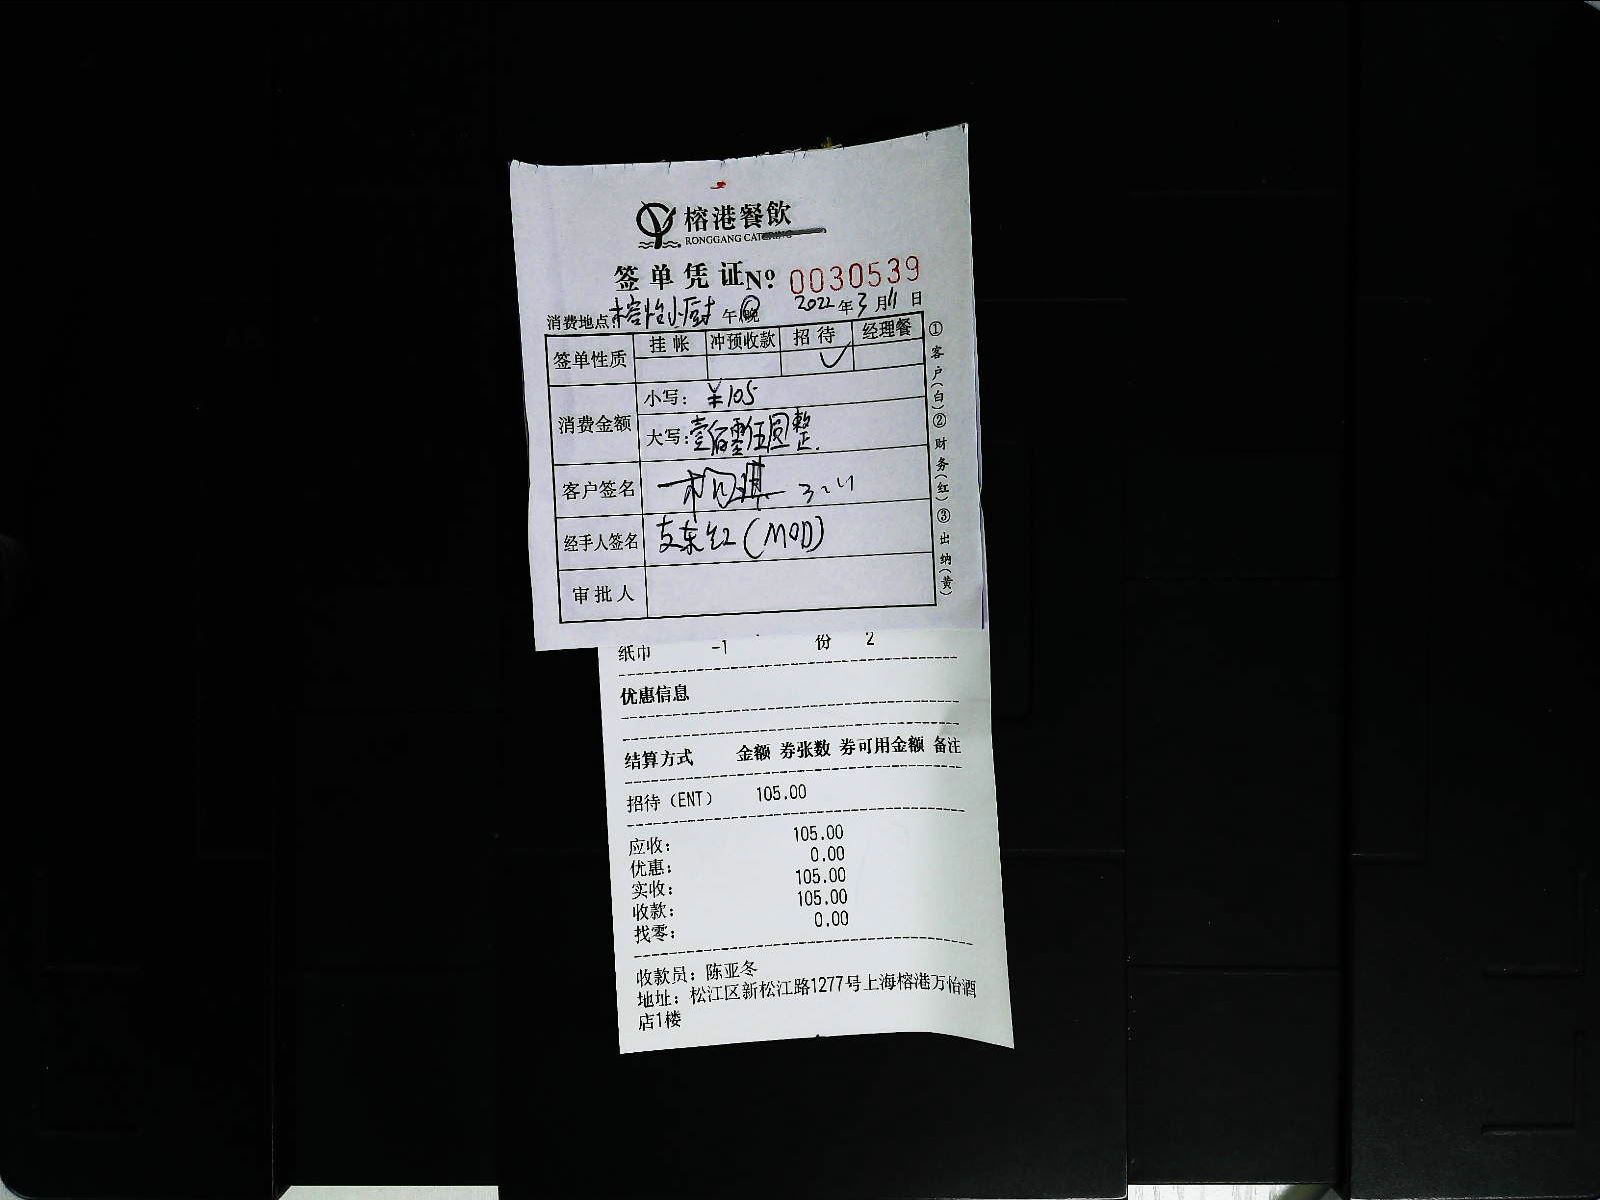 榕港餐飲
RONGGANG CATERING
签单凭证 Nº 0030539
消费地点:榕怡小厨 午 晚 2022年3月11日
签单性质 挂帐 冲预收款 招待 经理餐
✓
消费金额 小写: ¥105
大写: 壹佰零伍圆整.
客户签名 3.11
经手人签名 支东红(MOD)
审批人
①客户(白)②财务(红)③出纳(黄)
纸巾 -1 份 2
优惠信息
结算方式 金额 券张数 券可用金额 备注
招待(ENT) 105.00
应收: 105.00
优惠: 0.00
实收: 105.00
收款: 105.00
找零: 0.00
收款员: 陈亚冬
地址: 松江区新松江路1277号上海榕港万怡酒
店1楼